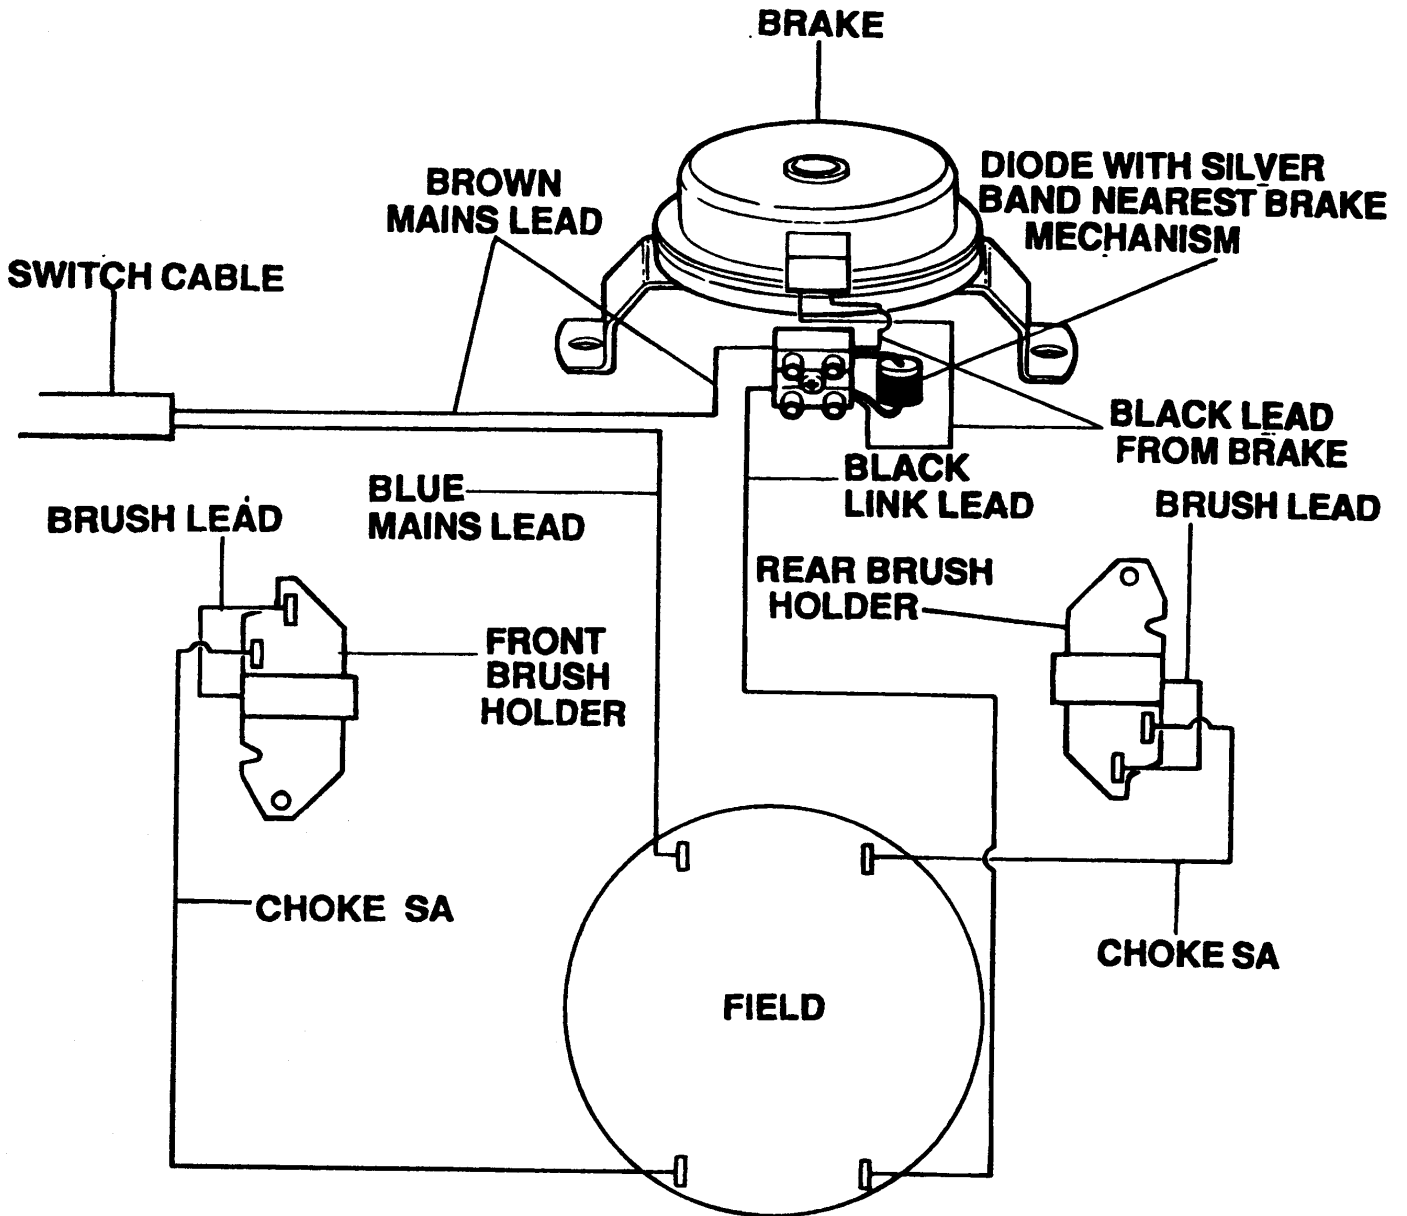 BRAKE
BROWN
MAINS LEAD
DIODE WITH SILVER
BAND NEAREST BRAKE
MECHANISM
SWITCH CABLE
BLACK LEAD
FROM BRAKE
BLACK
LINK LEAD
BLUE
MAINS LEAD
BRUSH LEAD
BRUSH LEAD
REAR BRUSH
HOLDER
FRONT
BRUSH
HOLDER
CHOKE SA
CHOKE SA
FIELD